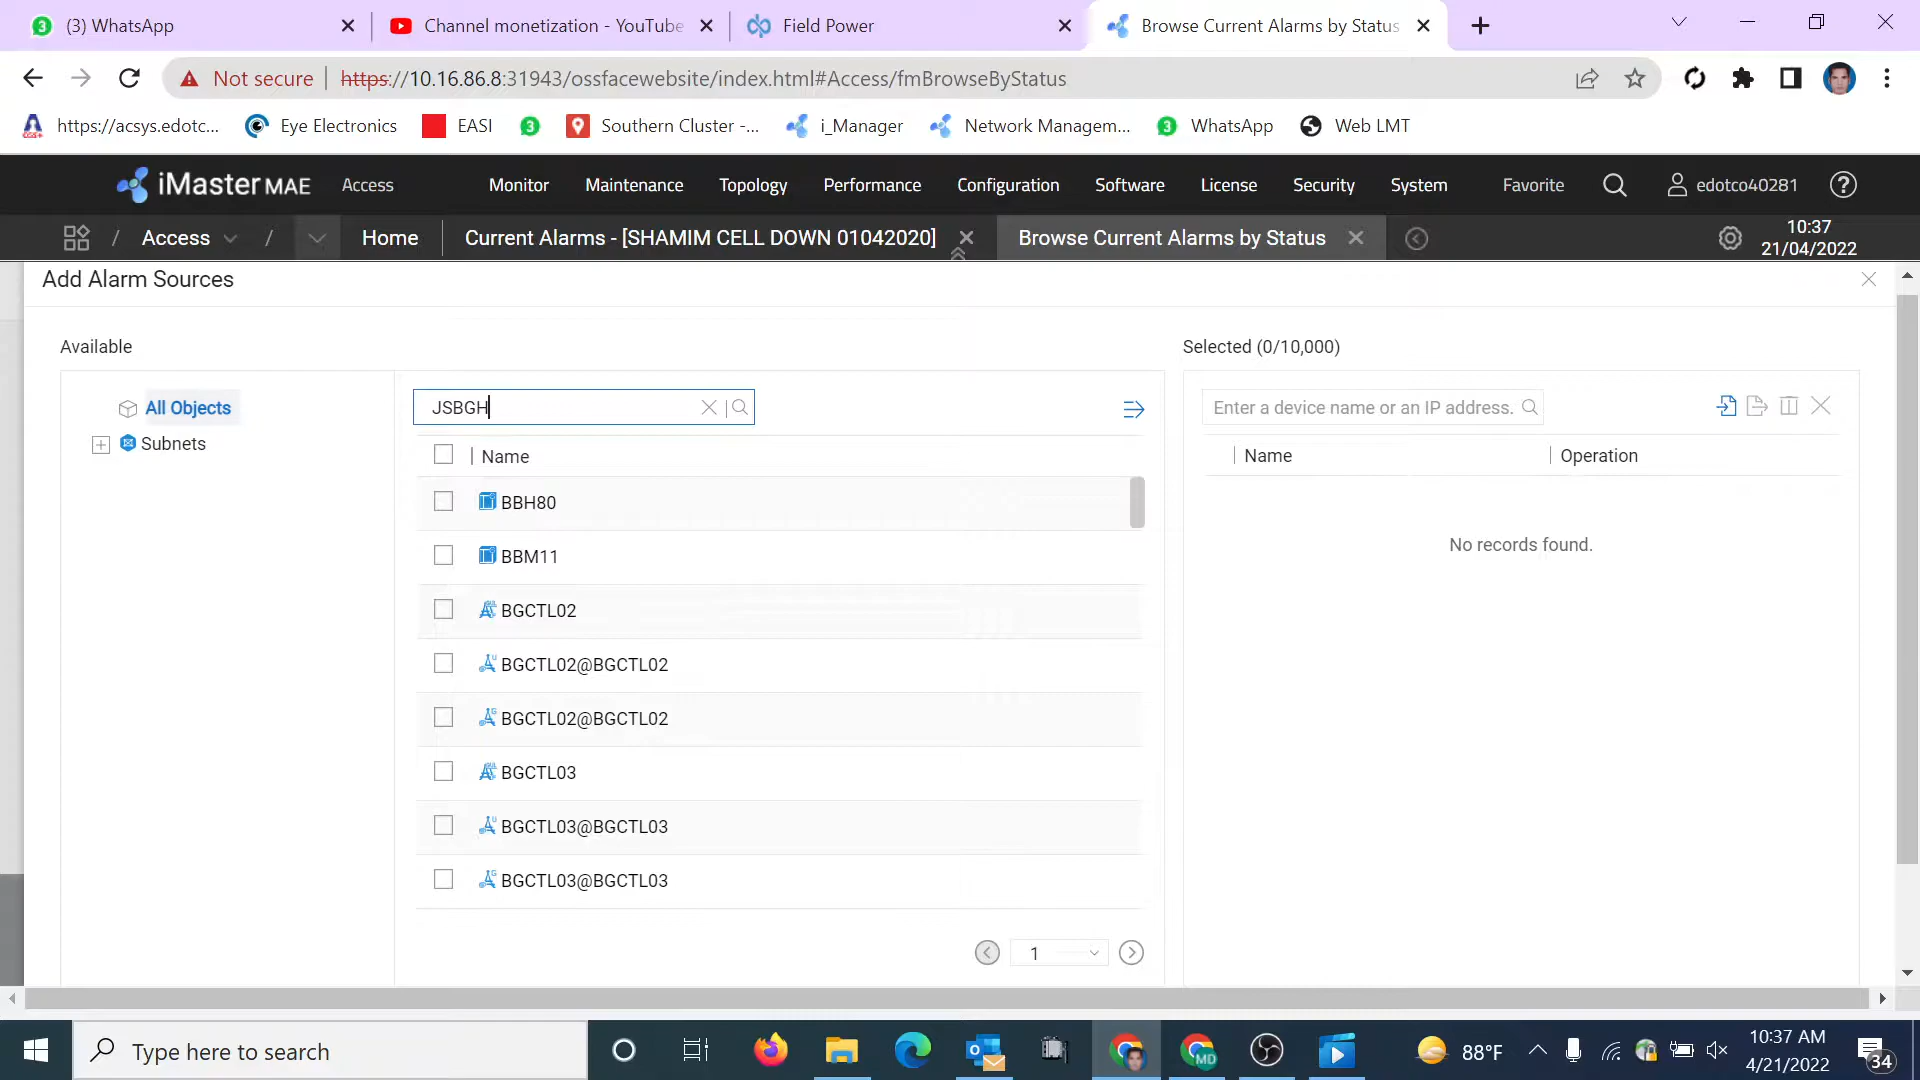 (3) WhatsApp
Channel monetization - YouTube
Field Power
Browse Current Alarms by Status
Not secure
https://10.16.86.8:31943/ossfacewebsite/index.html#Access/fmBrowseByStatus
https://acsys.edotc...
Eye Electronics
EASI
Southern Cluster -...
i_Manager
Network Managem...
WhatsApp
Web LMT
iMaster MAE
Access
Monitor
Maintenance
Topology
Performance
Configuration
Software
License
Security
System
Favorite
edotco40281
/ Access / Home
Current Alarms - [SHAMIM CELL DOWN 01042020]
Browse Current Alarms by Status
10:37
21/04/2022
Add Alarm Sources
Available
Selected (0/10,000)
All Objects
Subnets
JSBGH
Enter a device name or an IP address.
Name
Name
Operation
BBH80
BBM11
No records found.
BGCTL02
BGCTL02@BGCTL02
BGCTL02@BGCTL02
BGCTL03
BGCTL03@BGCTL03
BGCTL03@BGCTL03
1
Type here to search
MD
88°F
10:37 AM
4/21/2022
34